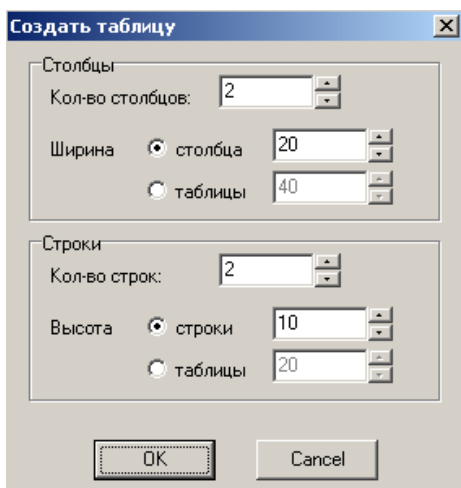 Создать таблицу
Столбцы
Кол-во столбцов: 2
Ширина столбца 20
таблицы 40
Строки
Кол-во строк: 2
Высота строки 10
таблицы 20
OK Cancel